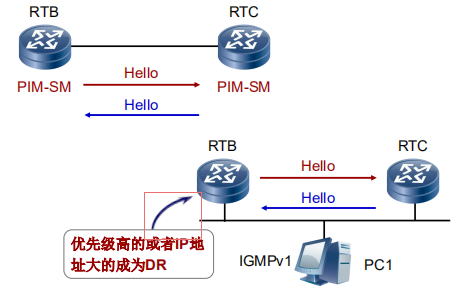 RTB
RTC
Hello
PIM-SM
PIM-SM
Hello
RTB
RTC
Hello
Hello
优先级高的或者IP地
址大的成为DR
IGMPv1
PC1